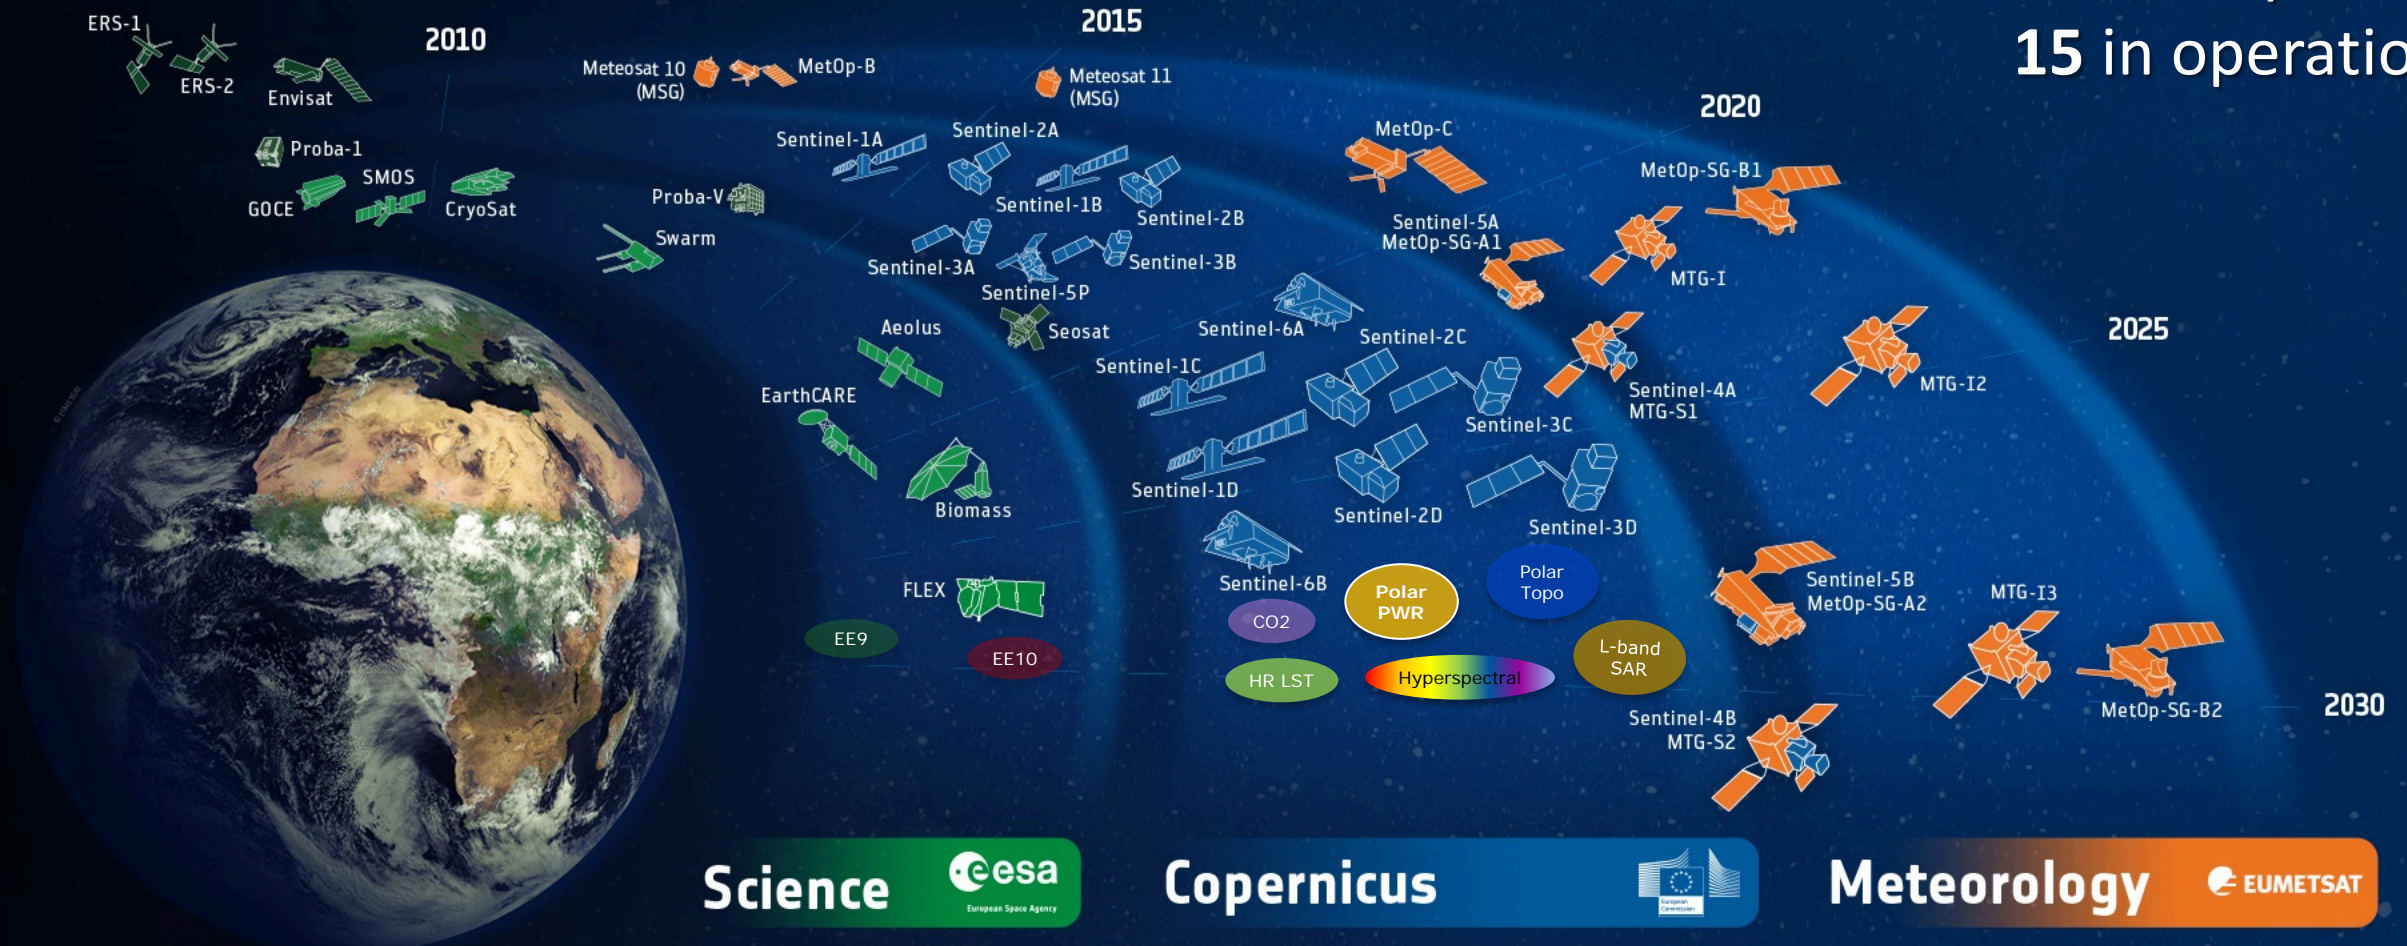 ERS-1
ERS-2
Envisat
2010
Meteosat 10
(MSG)
MetOp-B
2015
Meteosat 11
(MSG)
15 in operatio
2020
Proba-1
SMOS
GOCE
CryoSat
Proba-V
Swarm
Sentinel-1A
Sentinel-2A
Sentinel-1B
Sentinel-2B
Sentinel-3A
Sentinel-3B
Sentinel-5P
MetOp-C
MetOp-SG-B1
Sentinel-5A
MetOp-SG-A1
MTG-I
Aeolus
Seosat
Sentinel-6A
Sentinel-2C
Sentinel-1C
Sentinel-3C
Sentinel-4A
MTG-S1
MTG-I2
2025
EarthCARE
Biomass
Sentinel-1D
Sentinel-2D
Sentinel-3D
FLEX
EE9
EE10
Sentinel-6B
CO2
Polar
PWR
Polar
Topo
HR LST
Hyperspectral
L-band
SAR
Sentinel-5B
MetOp-SG-A2
MTG-I3
MetOp-SG-B2
2030
Sentinel-4B
MTG-S2
© EUMETSAT
Science
esa
European Space Agency
Copernicus
European
Commission
Meteorology
EUMETSAT